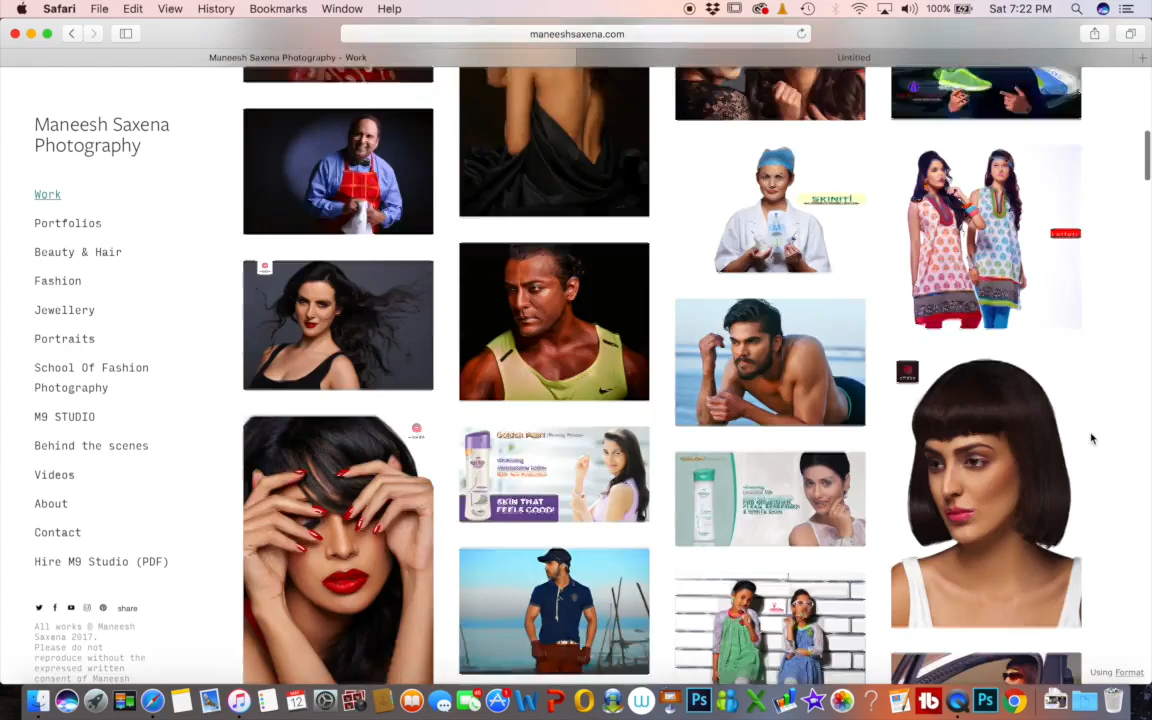 Safari File Edit View History Bookmarks Window Help
100% Sat 7:22 PM
maneeshsaxena.com
Maneesh Saxena Photography - Work
Untitled
Maneesh Saxena
Photography
Work
Portfolios
Beauty & Hair
Fashion
Jewellery
Portraits
School Of Fashion
Photography
M9 STUDIO
Behind the scenes
Videos
About
Contact
Hire M9 Studio (PDF)
share
All works @ Maneesh
Saxena 2017.
Please do not
reproduce without the
expressed written
consent of Maneesh
SKIN THAT
FEELS GOOD!
Using Format